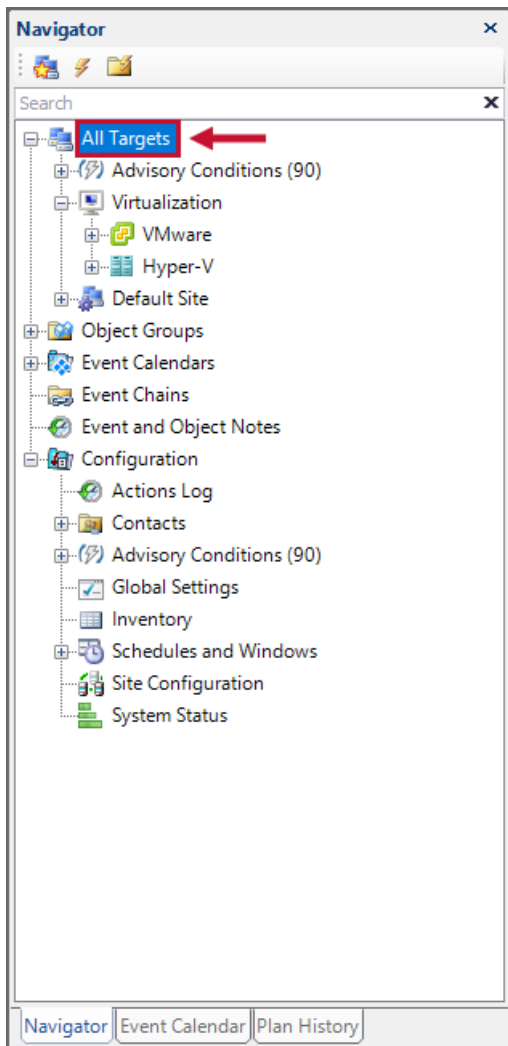 Navigator
Search
All Targets
Advisory Conditions (90)
Virtualization
VMware
Hyper-V
Default Site
Object Groups
Event Calendars
Event Chains
Event and Object Notes
Configuration
Actions Log
Contacts
Advisory Conditions (90)
Global Settings
Inventory
Schedules and Windows
Site Configuration
System Status
Navigator Event Calendar Plan History